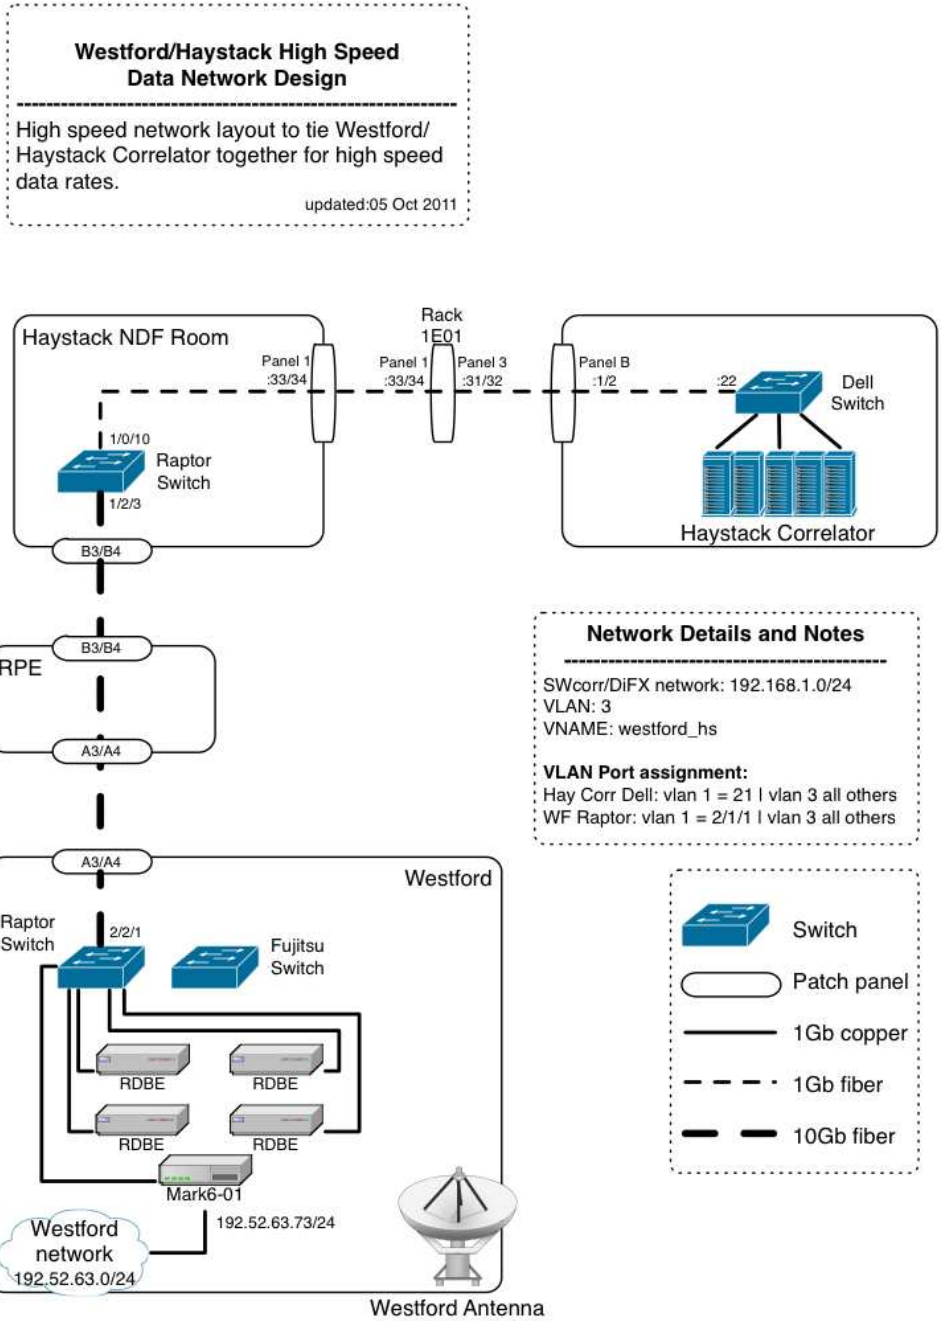 Westford/Haystack High Speed
Data Network Design
High speed network layout to tie Westford/
Haystack Correlator together for high speed
data rates.
updated:05 Oct 2011
Haystack NDF Room
Panel 1
:33/34
Rack
1E01
Panel 1
:33/34
Panel 3
:31/32
Panel B
:1/2
:22
Dell
Switch
1/0/10
Raptor
Switch
1/2/3
Haystack Correlator
B3/B4
B3/B4
RPE
A3/A4
Network Details and Notes
SWcorr/DiFX network: 192.168.1.0/24
VLAN: 3
VNAME: westford_hs
VLAN Port assignment:
Hay Corr Dell: vlan 1 = 21 | vlan 3 all others
WF Raptor: vlan 1 = 2/1/1 | vlan 3 all others
A3/A4
Westford
Raptor
Switch
2/2/1
Fujitsu
Switch
RDBE
RDBE
RDBE
RDBE
Mark6-01
192.52.63.73/24
Westford
network
192.52.63.0/24
Westford Antenna
Switch
Patch panel
1Gb copper
1Gb fiber
10Gb fiber